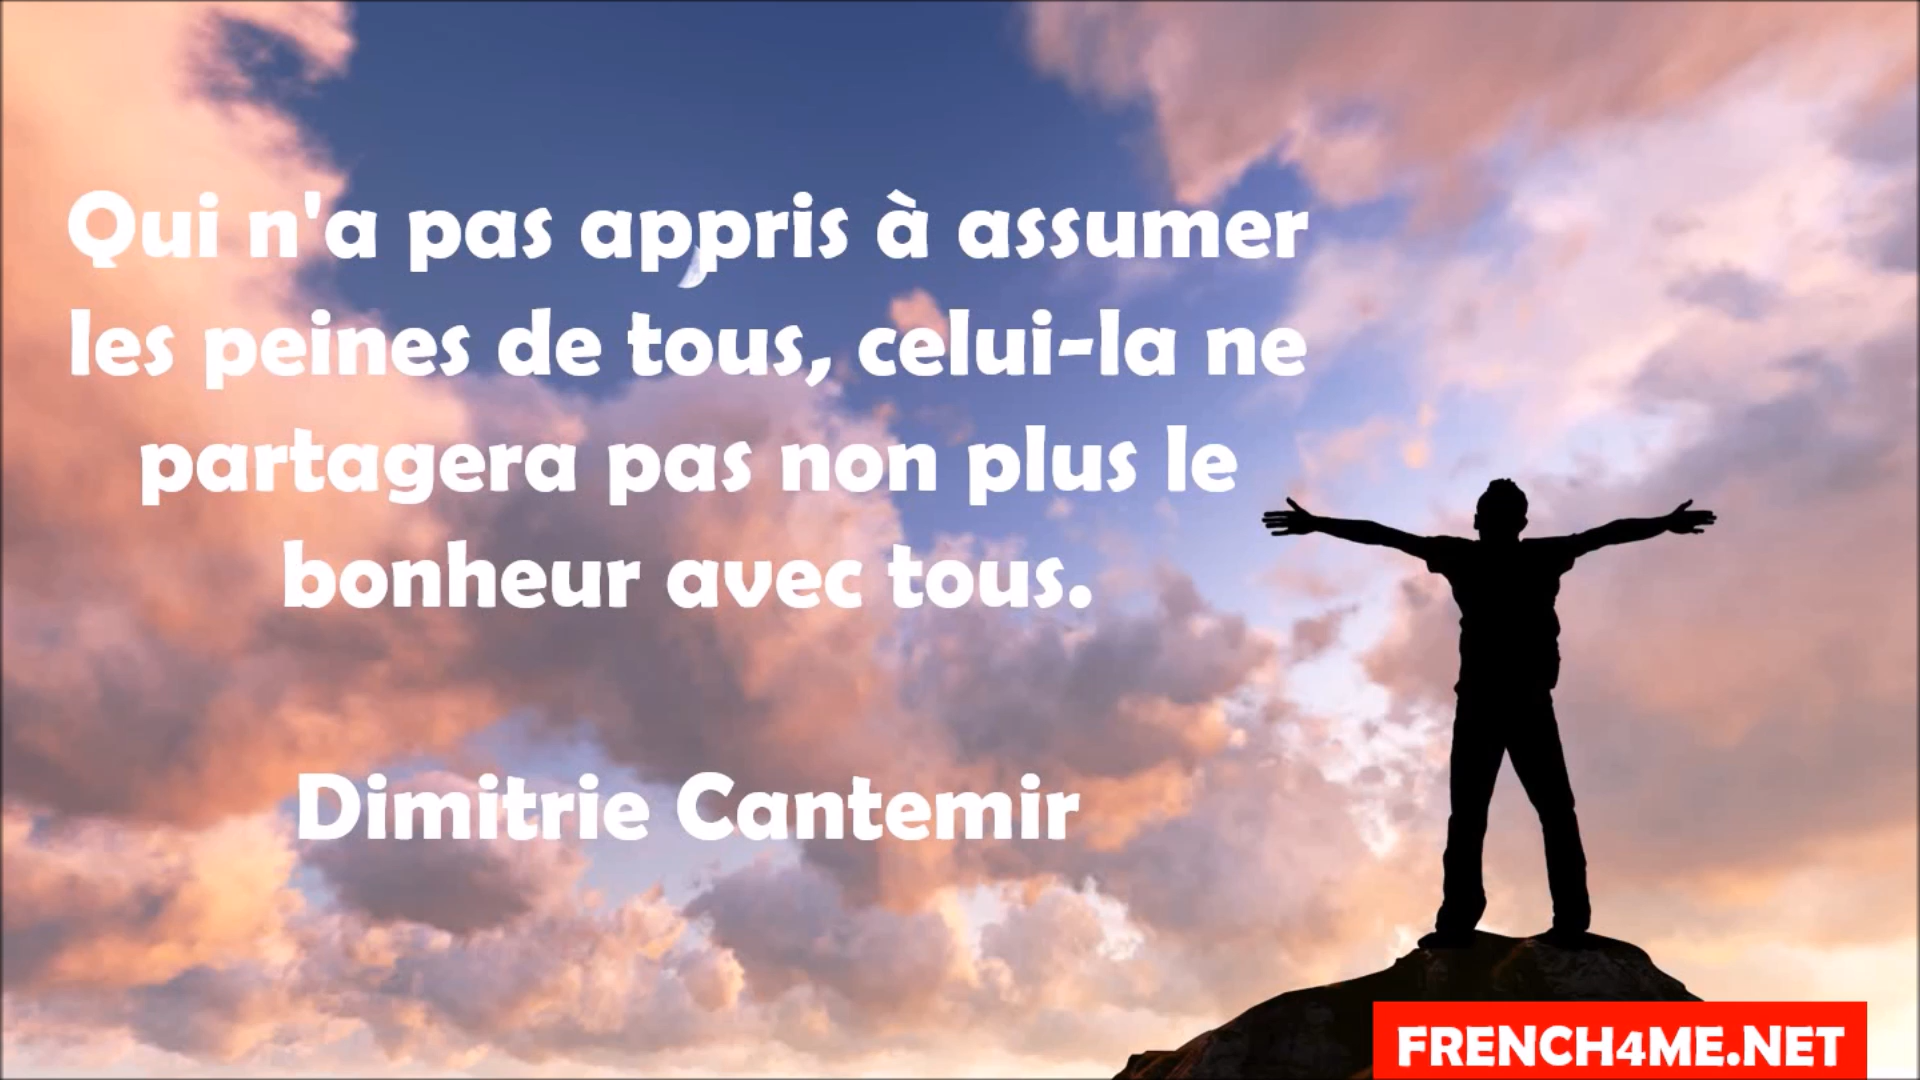 Qui n'a pas appris à assumer
les peines de tous, celui-la ne
partagera pas non plus le
bonheur avec tous.
Dimitrie Cantemir
FRENCH4ME.NET